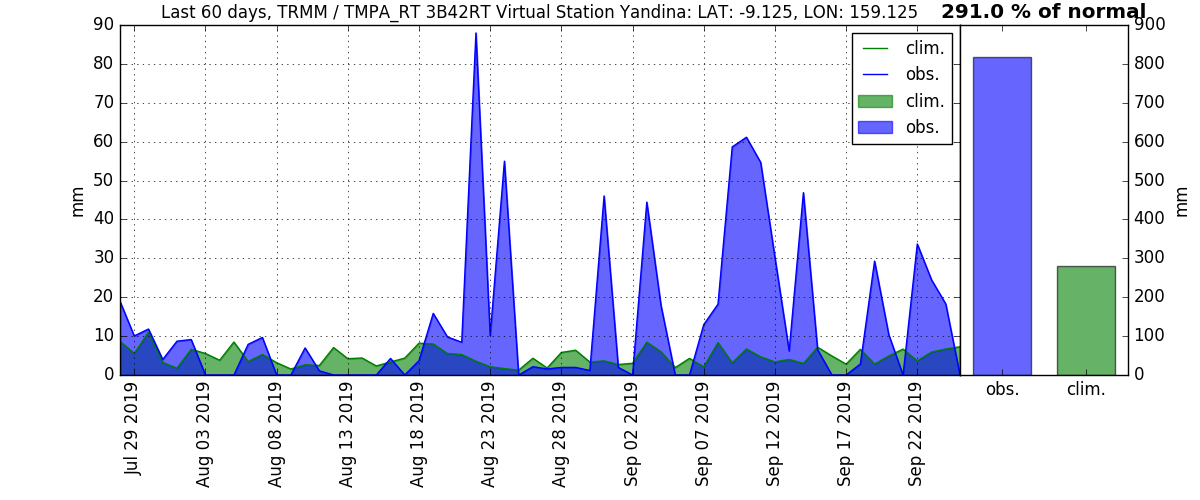 Last 60 days, TRMM / TMPA_RT 3B42RT Virtual Station Yandina: LAT: -9.125, LON: 159.125
291.0 % of normal
90
80
70
60
50
40
30
20
10
0
mm
clim.
obs.
clim.
obs.
900
800
700
600
500
400
300
200
100
0
mm
Jul 29 2019
Aug 03 2019
Aug 08 2019
Aug 13 2019
Aug 18 2019
Aug 23 2019
Aug 28 2019
Sep 02 2019
Sep 07 2019
Sep 12 2019
Sep 17 2019
Sep 22 2019
obs.
clim.